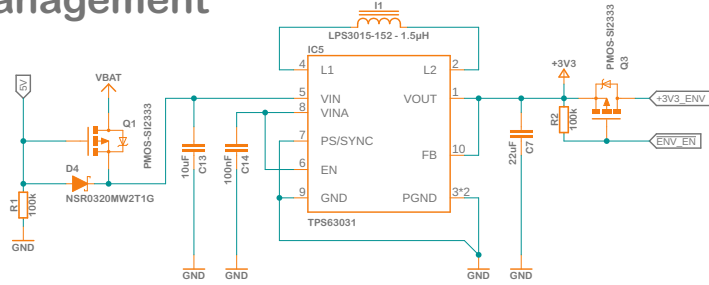 anagement
I1
LPS3015-152 - 1.5µH
IC5
4 L1
L2 2
5 VIN
VOUT 1
8 VINA
7 PS/SYNC
FB 10
6 EN
9 GND
PGND 3*2
TPS63031
5V
VBAT
Q1
PMOS-SI2333
D4
NSR0320MW2T1G
R1
100k
GND
10uF
C13
GND
100nF
C14
GND
GND
22uF
C7
GND
+3V3
R2
100k
PMOS-SI2333
Q3
+3V3_ENV
ENV_EN